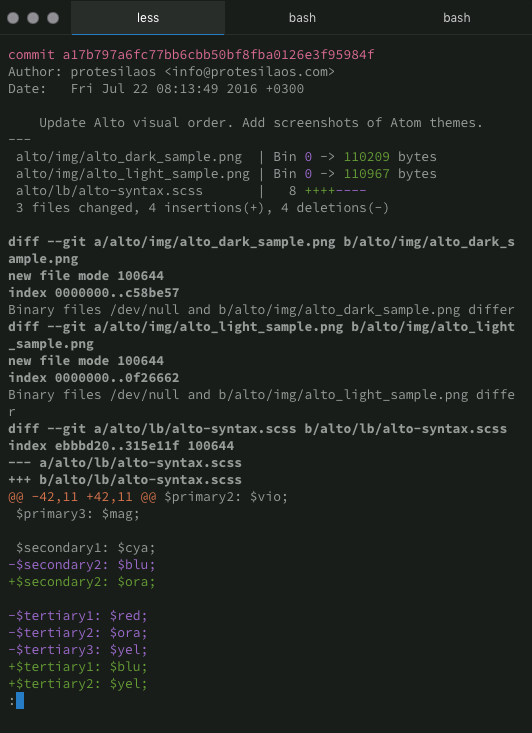 less bash bash
commit a17b797a6fc77bb6cbb50bf8fba0126e3f95984f
Author: protesilaos <info@protesilaos.com>
Date:   Fri Jul 22 08:13:49 2016 +0300

    Update Alto visual order. Add screenshots of Atom themes.
---
 alto/img/alto_dark_sample.png  | Bin 0 -> 110209 bytes
 alto/img/alto_light_sample.png | Bin 0 -> 110967 bytes
 alto/lb/alto-syntax.scss       |   8 ++++----
 3 files changed, 4 insertions(+), 4 deletions(-)

diff --git a/alto/img/alto_dark_sample.png b/alto/img/alto_dark_s
ample.png
new file mode 100644
index 0000000..c58be57
Binary files /dev/null and b/alto/img/alto_dark_sample.png differ
diff --git a/alto/img/alto_light_sample.png b/alto/img/alto_light
_sample.png
new file mode 100644
index 0000000..0f26662
Binary files /dev/null and b/alto/img/alto_light_sample.png diffe
r
diff --git a/alto/lb/alto-syntax.scss b/alto/lb/alto-syntax.scss
index ebbbd20..315e11f 100644
--- a/alto/lb/alto-syntax.scss
+++ b/alto/lb/alto-syntax.scss
@@ -42,11 +42,11 @@ $primary2: $vio;
 $primary3: $mag;

 $secondary1: $cya;
-$secondary2: $blu;
+$secondary2: $ora;

-$tertiary1: $red;
-$tertiary2: $ora;
-$tertiary3: $yel;
+$tertiary1: $blu;
+$tertiary2: $yel;
: